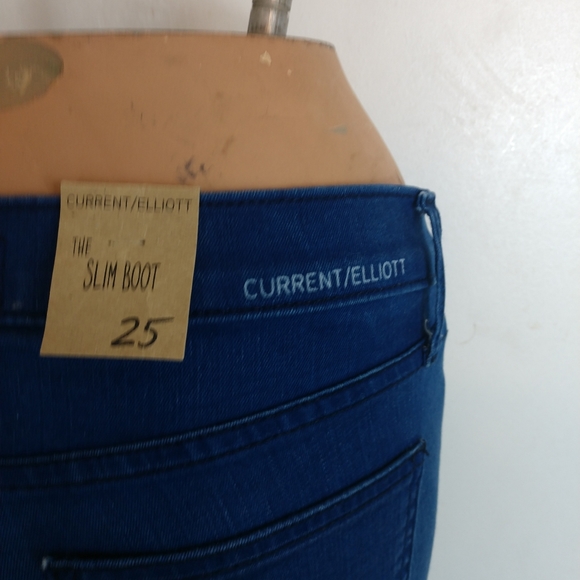 CURRENT/ELLIOTT
THE
SLIM BOOT
25
CURRENT/ELLIOTT